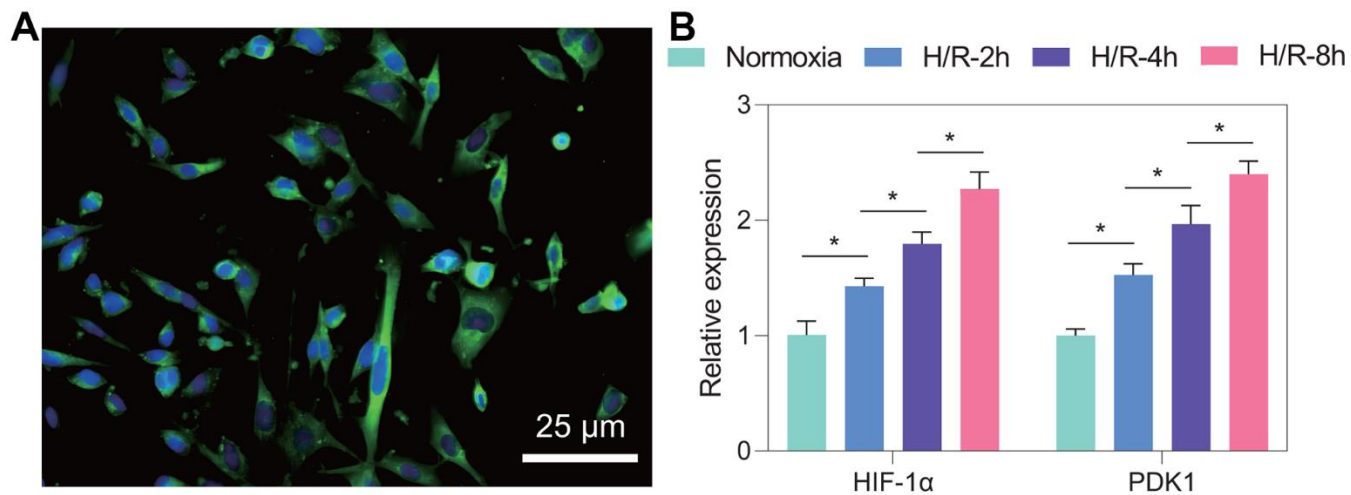 A
25 μm
B
Normoxia H/R-2h H/R-4h H/R-8h
Relative expression
3
2
1
0
* * *
* * *
HIF-1α PDK1